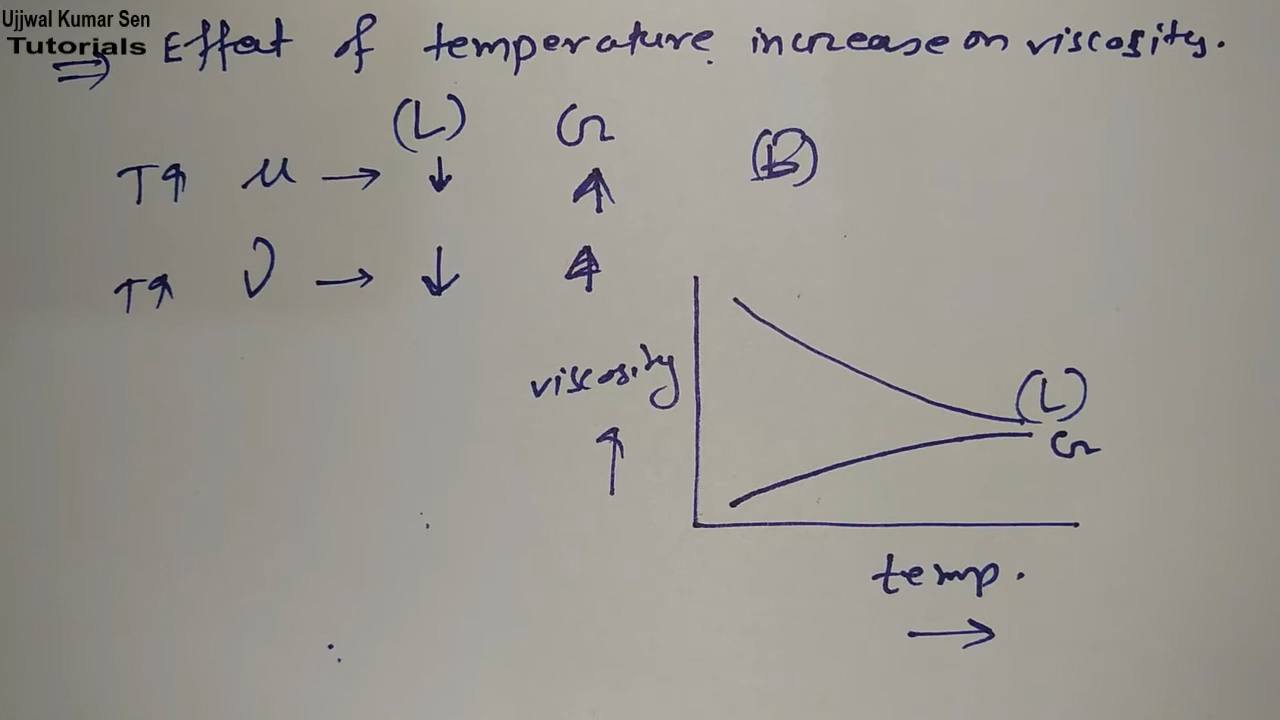 Ujjwal Kumar Sen
Tutorials
⇒ Effect of temperature increase on viscosity.
(L) G
T↑ μ → ↓ ↑
T↑ ν → ↓ ↑
(B)
viscosity
↑
(L)
G
temp.
→